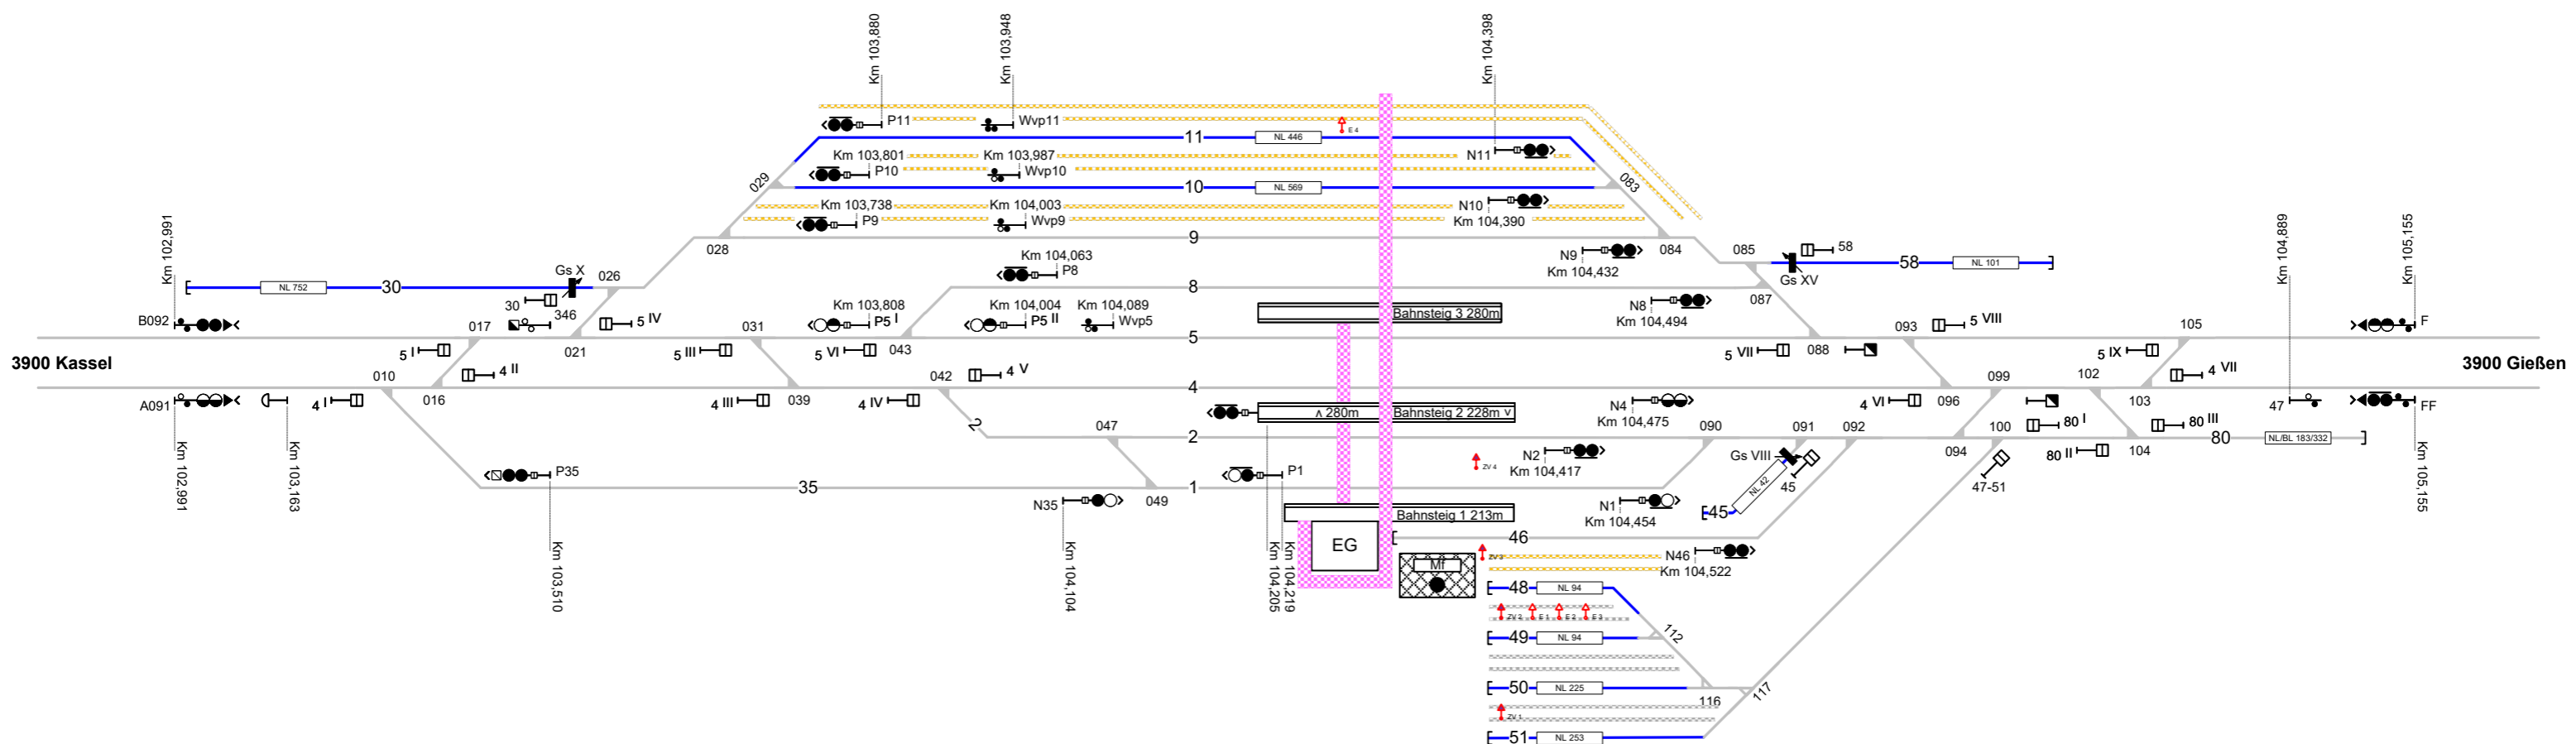 Km 103,880
Km 103,948
Km 104,398
P11
Wvp11
E 4
11
NL 446
Km 103,801
Km 103,987
N11
P10
Wvp10
029
10
NL 569
083
Km 103,738
Km 104,003
N10
P9
Wvp9
Km 104,390
Km 102,991
Km 104,889
Km 105,155
028
9
084
085
58
N9
Km 104,063
Km 104,432
58
NL 101
Gs X
026
P8
Gs XV
NL 752
30
8
087
30
346
Km 103,808
Km 104,004
Km 104,089
N8
Bahnsteig 3 280m
Km 104,494
B092
017
5 IV
031
P5 I
P5 II
Wvp5
093
5 VIII
105
F
5
3900 Kassel
5 I
021
5 III
5 VI
043
5 VII
088
5 IX
3900 Gießen
010
4 II
042
4 V
099
102
4 VII
4
A091
4 I
016
4 III
039
4 IV
ʌ 280m
Bahnsteig 2 228m v
N4
Km 104,475
4 VI
096
103
47
FF
2
047
2
090
091
092
100
80 I
80 III
80
NL/BL 183/332
N2
Km 104,417
ZV 4
Gs VIII
094
80 II
104
P35
P1
45
47-51
NL 42
35
1
N35
049
N1
Km 104,454
45
Bahnsteig 1 213m
Km 102,991
Km 103,163
Km 103,510
Km 104,104
Km 104,205
Km 104,219
Km 105,155
EG
46
N46
Km 104,522
ZV 3
Mf
48
NL 94
ZV 2
E 1
E 2
E 3
49
NL 94
112
50
NL 225
116
117
ZV 1
51
NL 253